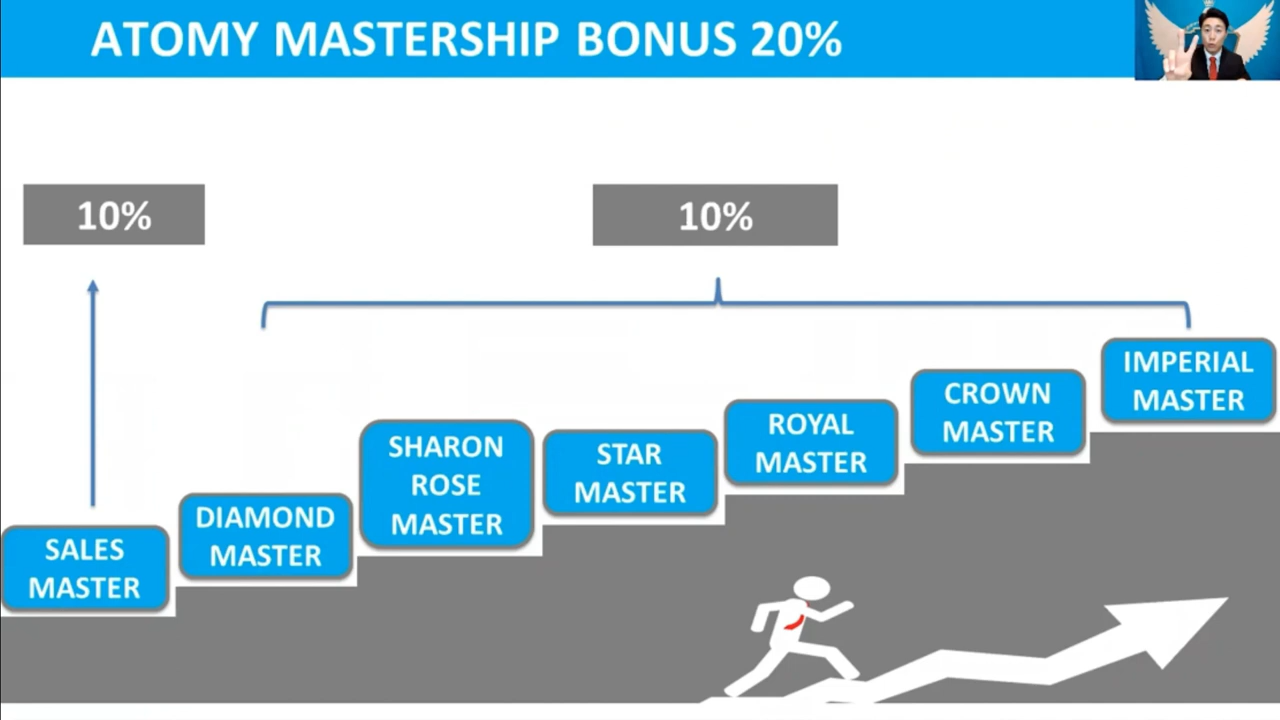 ATOMY MASTERSHIP BONUS 20%
10%
10%
SALES
MASTER
DIAMOND
MASTER
SHARON
ROSE
MASTER
STAR
MASTER
ROYAL
MASTER
CROWN
MASTER
IMPERIAL
MASTER